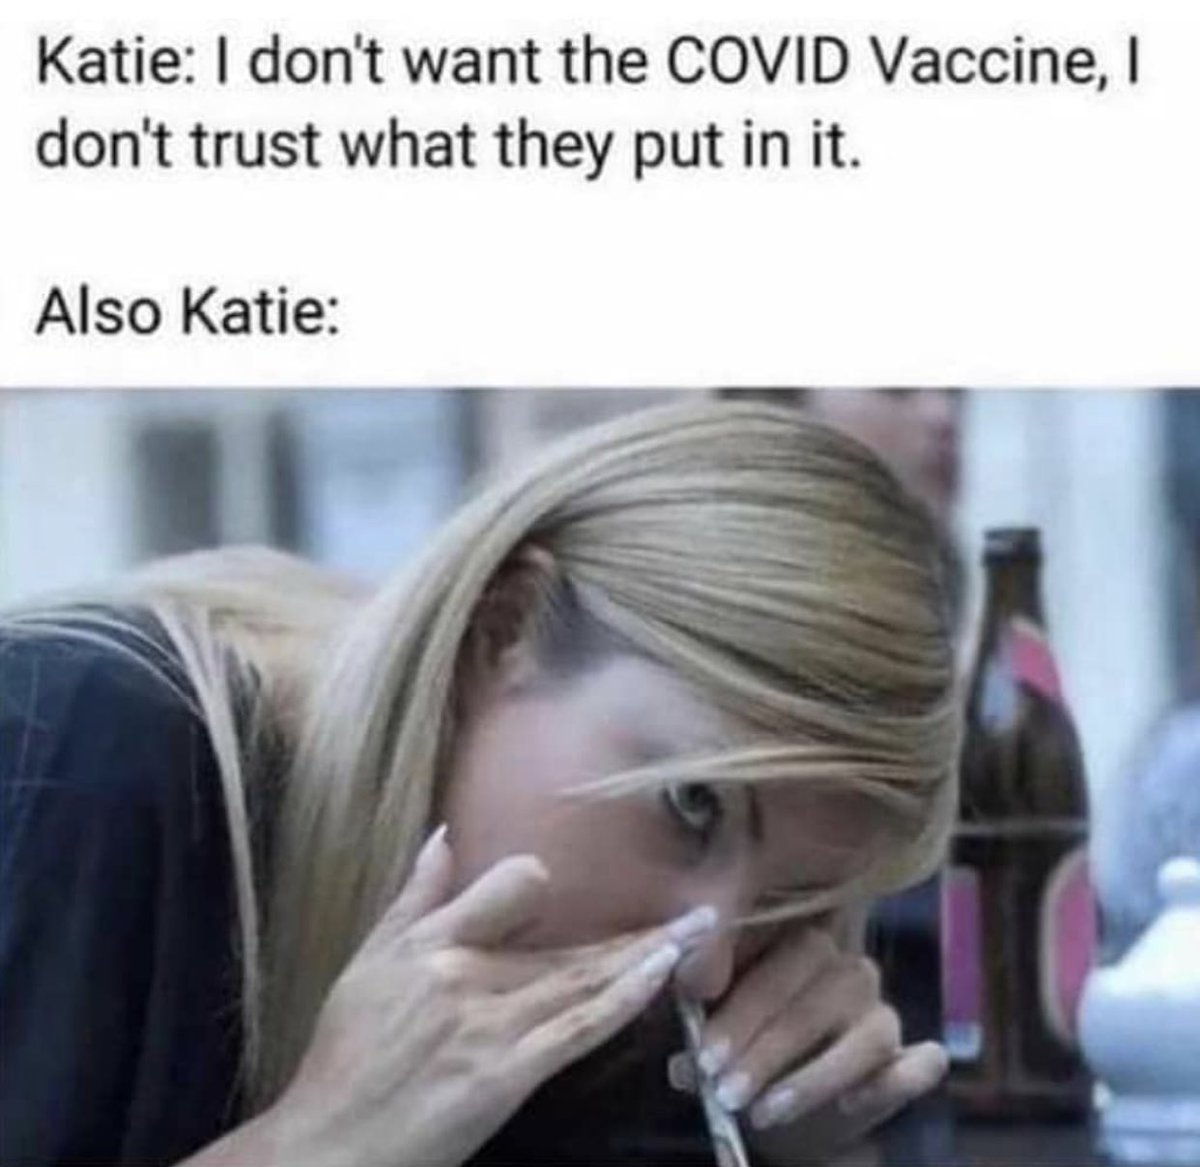 Katie: I don't want the COVID Vaccine, I
don't trust what they put in it.
Also Katie: